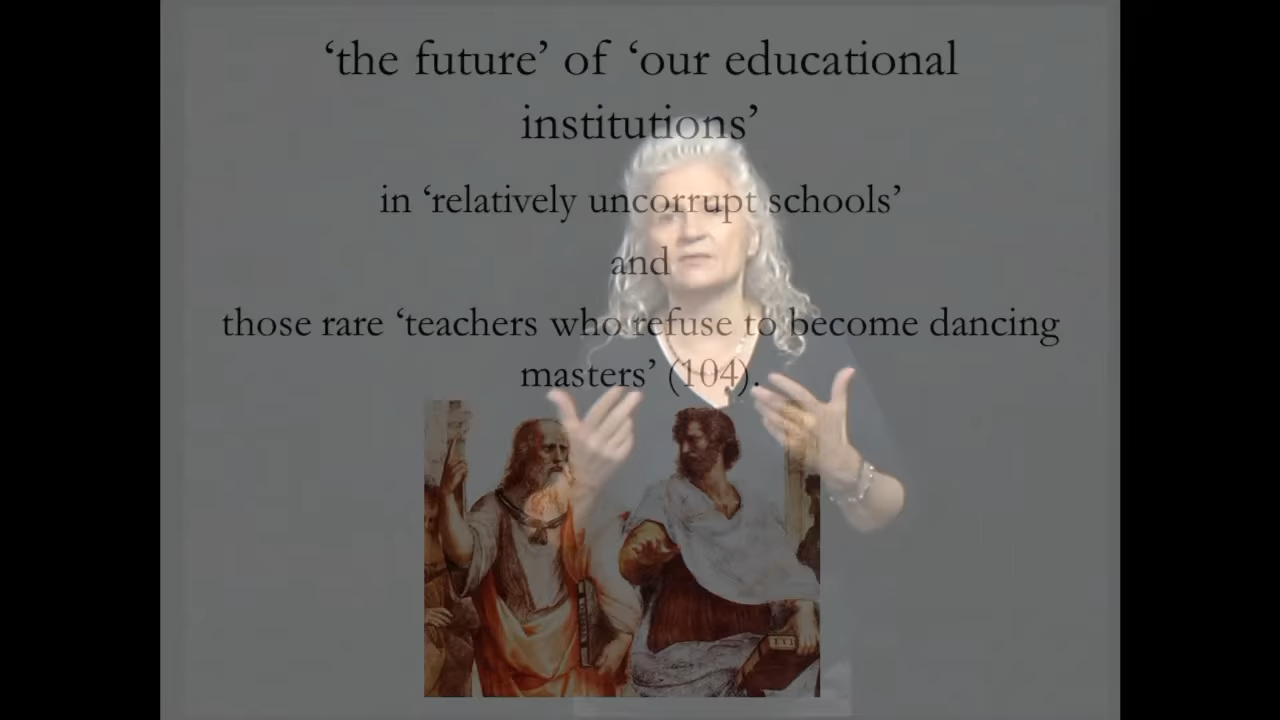 ‘the future’ of ‘our educational
institutions’
in ‘relatively uncorrupt schools’
and
those rare ‘teachers who refuse to become dancing
masters’ (104).